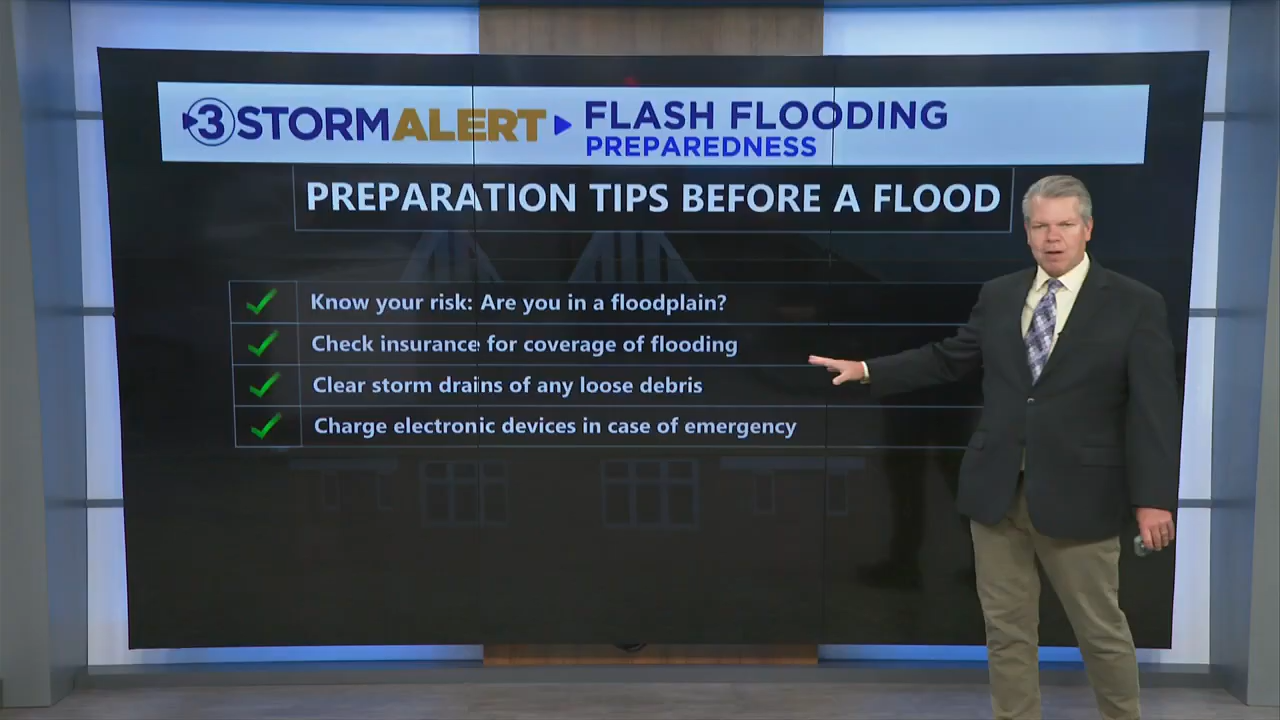 3 STORMALERT
FLASH FLOODING
PREPAREDNESS
PREPARATION TIPS BEFORE A FLOOD
Know your risk: Are you in a floodplain?
Check insurance for coverage of flooding
Clear storm drains of any loose debris
Charge electronic devices in case of emergency